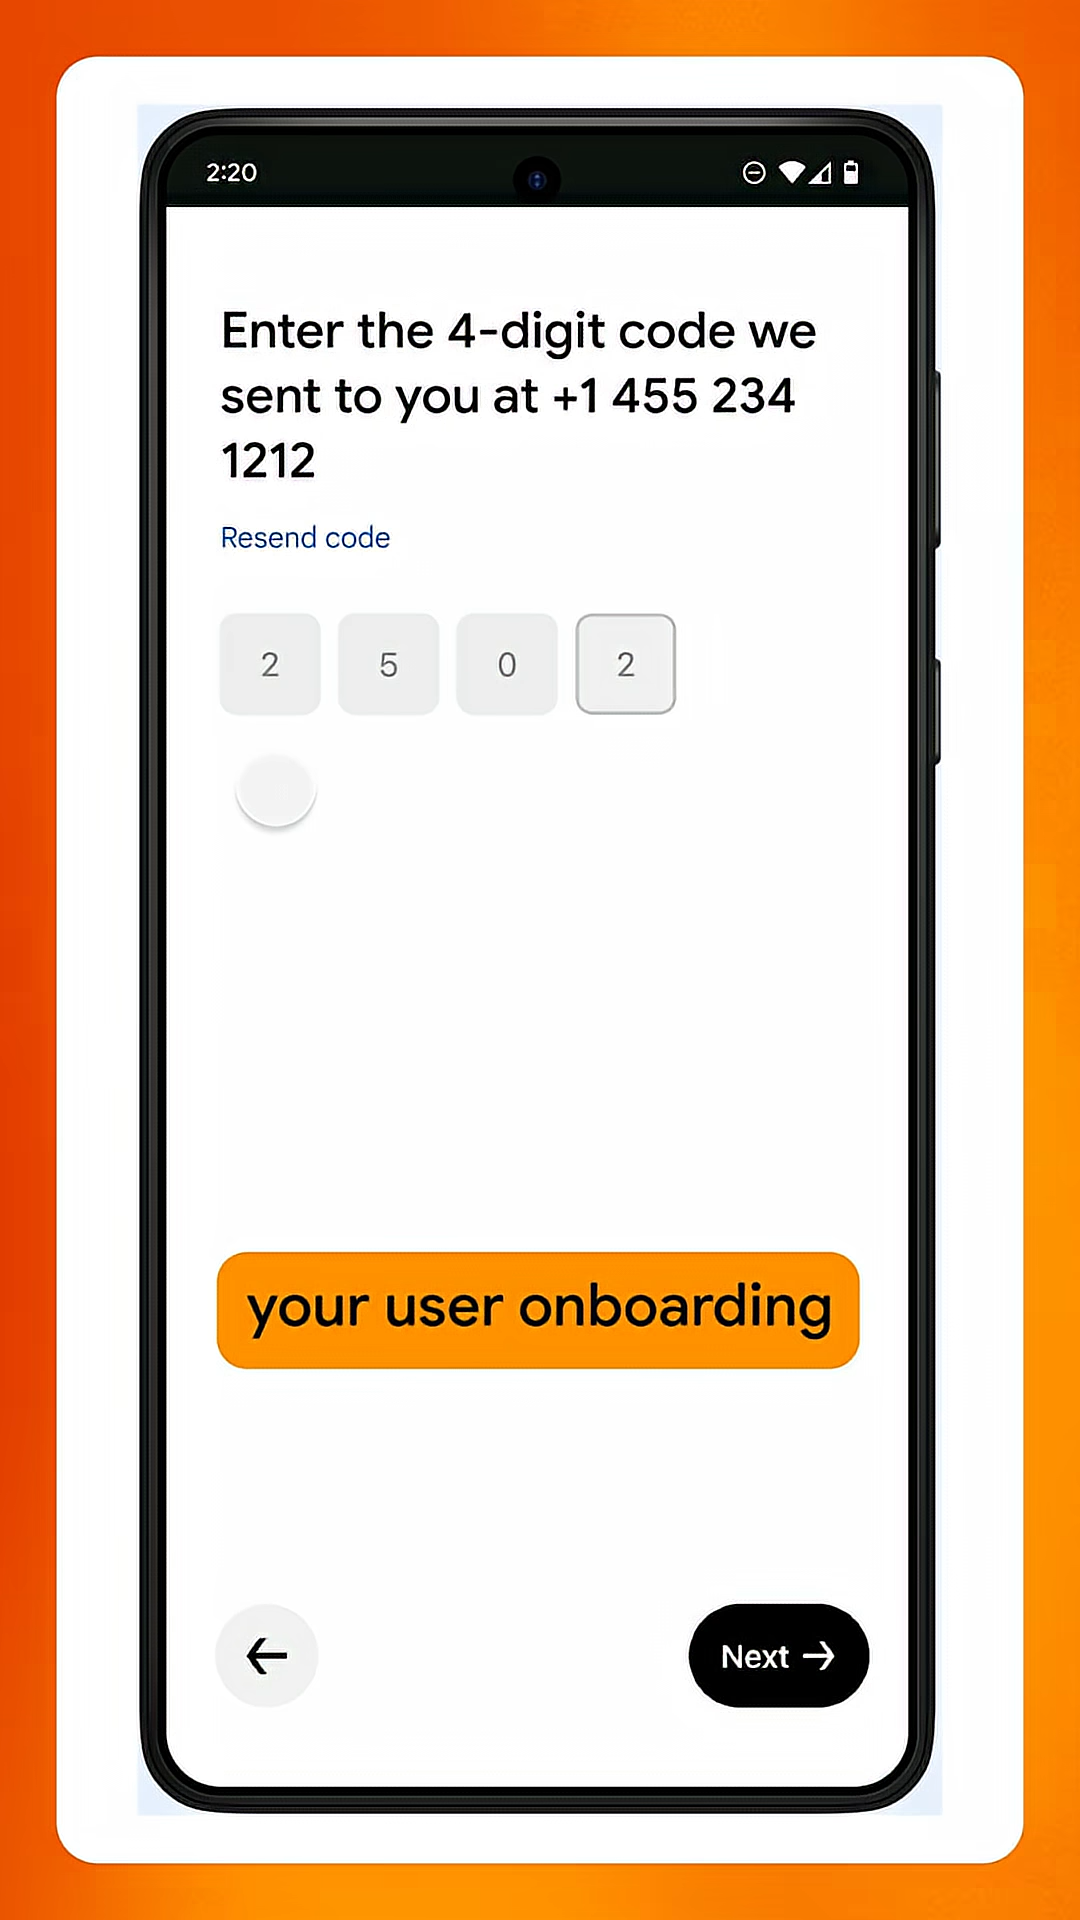 2:20
Enter the 4-digit code we
sent to you at +1 455 234
1212
Resend code
2 5 0 2
your user onboarding
Next